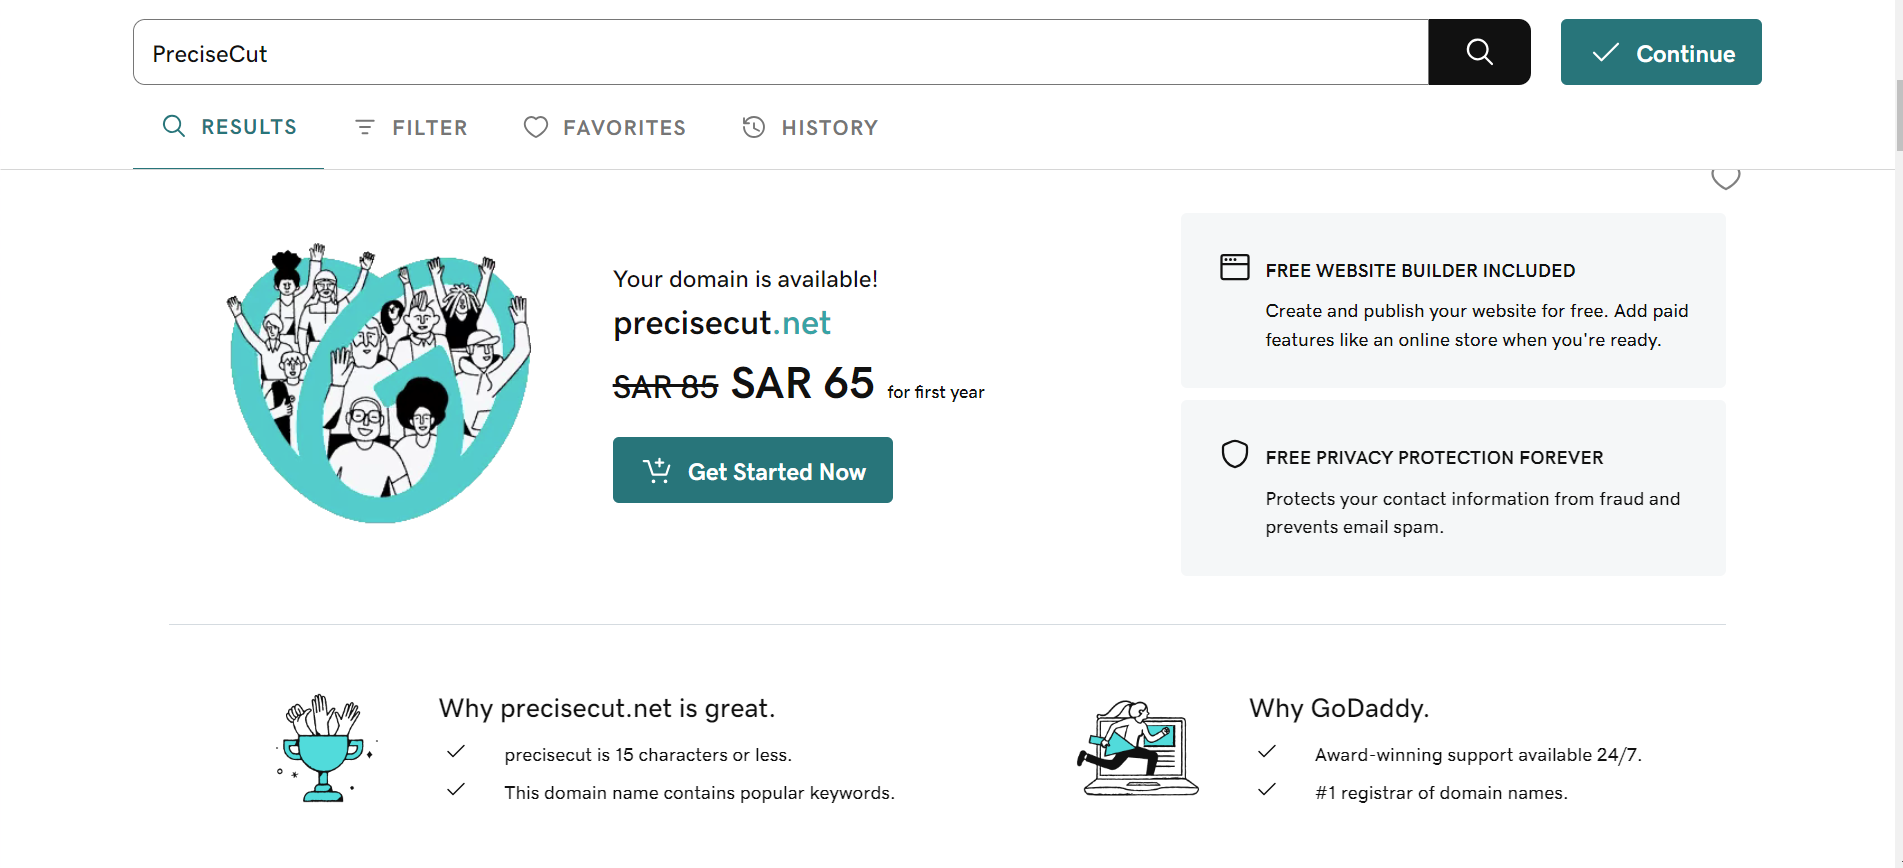 PreciseCut
Continue
RESULTS
FILTER
FAVORITES
HISTORY
Your domain is available!
precisecut.net
SAR 85 SAR 65 for first year
Get Started Now
FREE WEBSITE BUILDER INCLUDED
Create and publish your website for free. Add paid
features like an online store when you're ready.
FREE PRIVACY PROTECTION FOREVER
Protects your contact information from fraud and
prevents email spam.
Why precisecut.net is great.
precisecut is 15 characters or less.
This domain name contains popular keywords.
Why GoDaddy.
Award-winning support available 24/7.
#1 registrar of domain names.